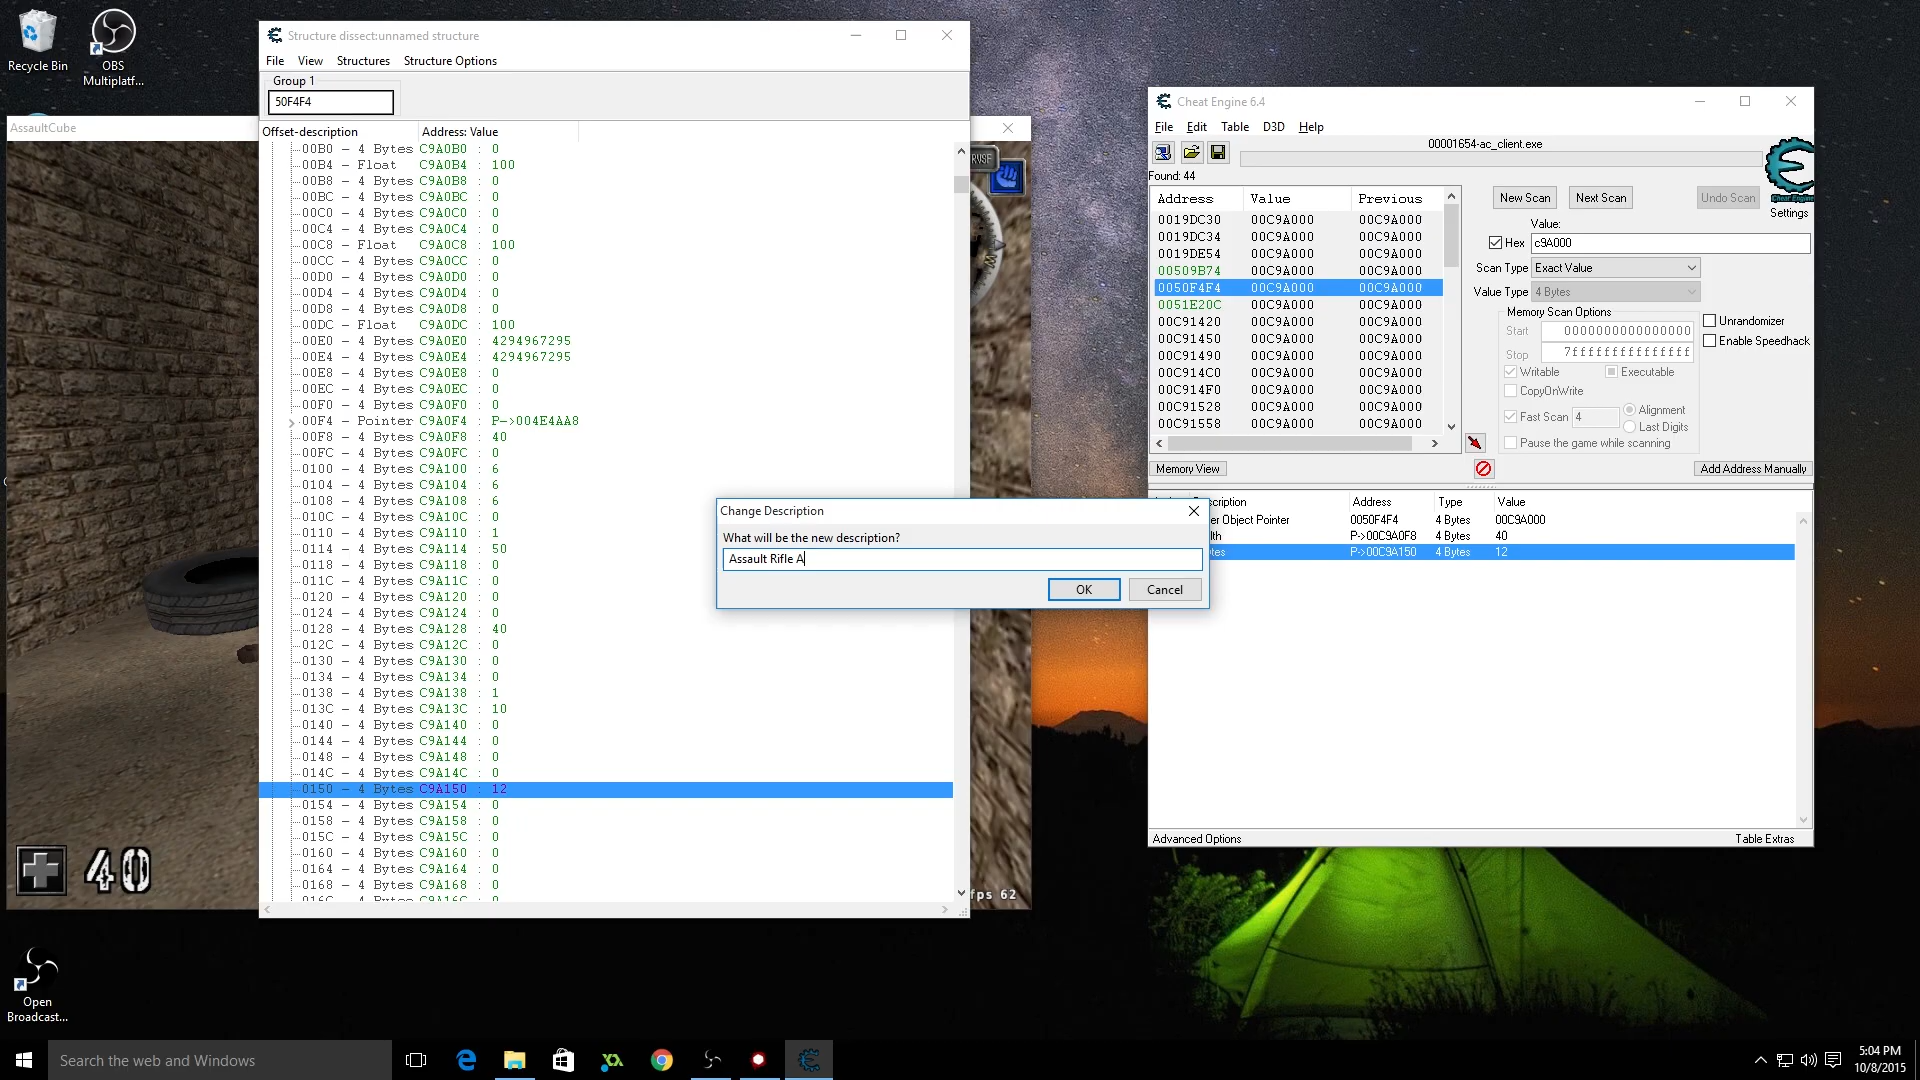 Recycle Bin
OBS
Multiplatf...
AssaultCube
RVSF
40
fps 62
Open
Broadcast...
Structure dissect:unnamed structure
File View Structures Structure Options
Group 1
50F4F4
Offset-description Address: Value
00B0 - 4 Bytes C9A0B0 : 0
00B4 - Float C9A0B4 : 100
00B8 - 4 Bytes C9A0B8 : 0
00BC - 4 Bytes C9A0BC : 0
00C0 - 4 Bytes C9A0C0 : 0
00C4 - 4 Bytes C9A0C4 : 0
00C8 - Float C9A0C8 : 100
00CC - 4 Bytes C9A0CC : 0
00D0 - 4 Bytes C9A0D0 : 0
00D4 - 4 Bytes C9A0D4 : 0
00D8 - 4 Bytes C9A0D8 : 0
00DC - Float C9A0DC : 100
00E0 - 4 Bytes C9A0E0 : 4294967295
00E4 - 4 Bytes C9A0E4 : 4294967295
00E8 - 4 Bytes C9A0E8 : 0
00EC - 4 Bytes C9A0EC : 0
00F0 - 4 Bytes C9A0F0 : 0
00F4 - Pointer C9A0F4 : P->004E4AA8
00F8 - 4 Bytes C9A0F8 : 40
00FC - 4 Bytes C9A0FC : 0
0100 - 4 Bytes C9A100 : 6
0104 - 4 Bytes C9A104 : 6
0108 - 4 Bytes C9A108 : 6
010C - 4 Bytes C9A10C : 0
0110 - 4 Bytes C9A110 : 1
0114 - 4 Bytes C9A114 : 50
0118 - 4 Bytes C9A118 : 0
011C - 4 Bytes C9A11C : 0
0120 - 4 Bytes C9A120 : 0
0124 - 4 Bytes C9A124 : 0
0128 - 4 Bytes C9A128 : 40
012C - 4 Bytes C9A12C : 0
0130 - 4 Bytes C9A130 : 0
0134 - 4 Bytes C9A134 : 0
0138 - 4 Bytes C9A138 : 1
013C - 4 Bytes C9A13C : 10
0140 - 4 Bytes C9A140 : 0
0144 - 4 Bytes C9A144 : 0
0148 - 4 Bytes C9A148 : 0
014C - 4 Bytes C9A14C : 0
0150 - 4 Bytes C9A150 : 12
0154 - 4 Bytes C9A154 : 0
0158 - 4 Bytes C9A158 : 0
015C - 4 Bytes C9A15C : 0
0160 - 4 Bytes C9A160 : 0
0164 - 4 Bytes C9A164 : 0
0168 - 4 Bytes C9A168 : 0
016C - 4 Bytes C9A16C : 0
Change Description
What will be the new description?
Assault Rifle A
OK Cancel
Cheat Engine 6.4
File Edit Table D3D Help
00001654-ac_client.exe
Found: 44
Address Value Previous
0019DC30 00C9A000 00C9A000
0019DC34 00C9A000 00C9A000
0019DE54 00C9A000 00C9A000
00509B74 00C9A000 00C9A000
0050F4F4 00C9A000 00C9A000
0051E20C 00C9A000 00C9A000
00C91420 00C9A000 00C9A000
00C91450 00C9A000 00C9A000
00C91490 00C9A000 00C9A000
00C914C0 00C9A000 00C9A000
00C914F0 00C9A000 00C9A000
00C91528 00C9A000 00C9A000
00C91558 00C9A000 00C9A000
New Scan Next Scan Undo Scan
Cheat Engine
Settings
Value:
Hex c9A000
Scan Type Exact Value
Value Type 4 Bytes
Memory Scan Options
Start 0000000000000000
Stop 7fffffffffffffff
Writable Executable
CopyOnWrite
Fast Scan 4 Alignment
Last Digits
Pause the game while scanning
Unrandomizer
Enable Speedhack
Memory View Add Address Manually
scription Address Type Value
er Object Pointer 0050F4F4 4 Bytes 00C9A000
lth P->00C9A0F8 4 Bytes 40
tes P->00C9A150 4 Bytes 12
Advanced Options Table Extras
Search the web and Windows
5:04 PM
10/8/2015